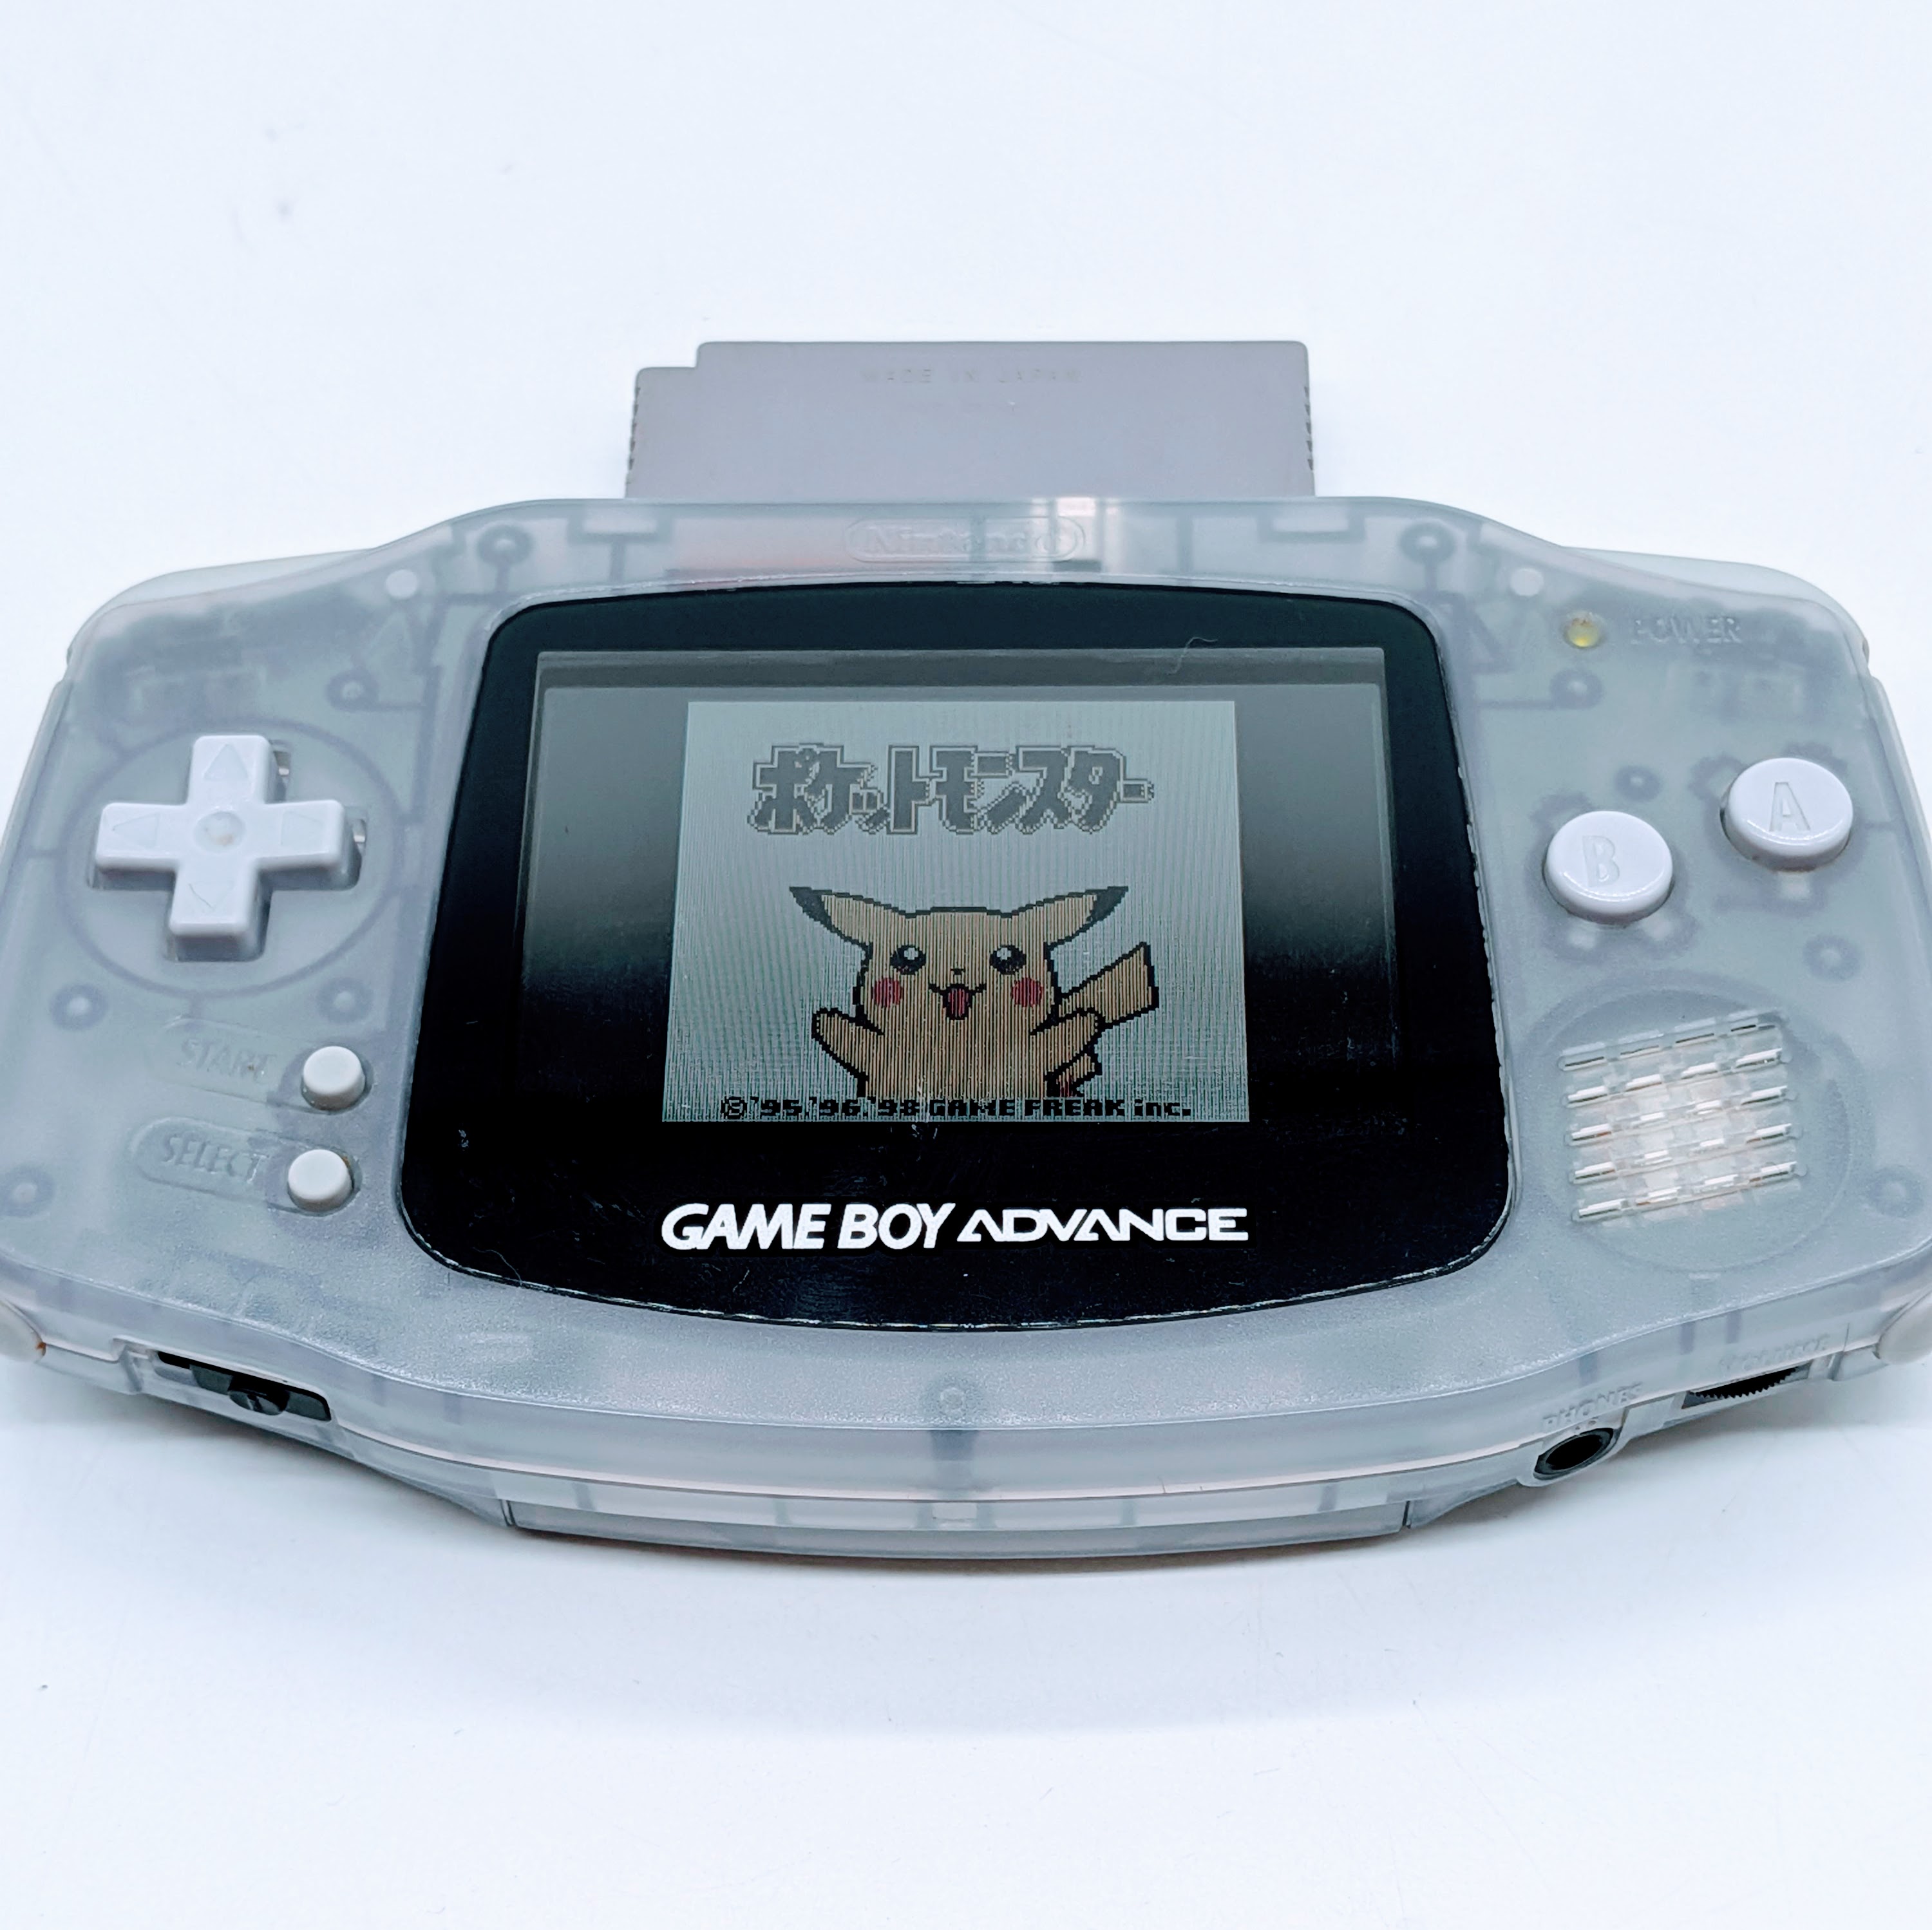 MADE IN JAPAN
Nintendo®
POWER
ポケットモンスター
A
B
START
SELECT
©'95.'96.'98 GAME FREAK inc.
GAME BOY ADVANCE
VOLUME
PHONES